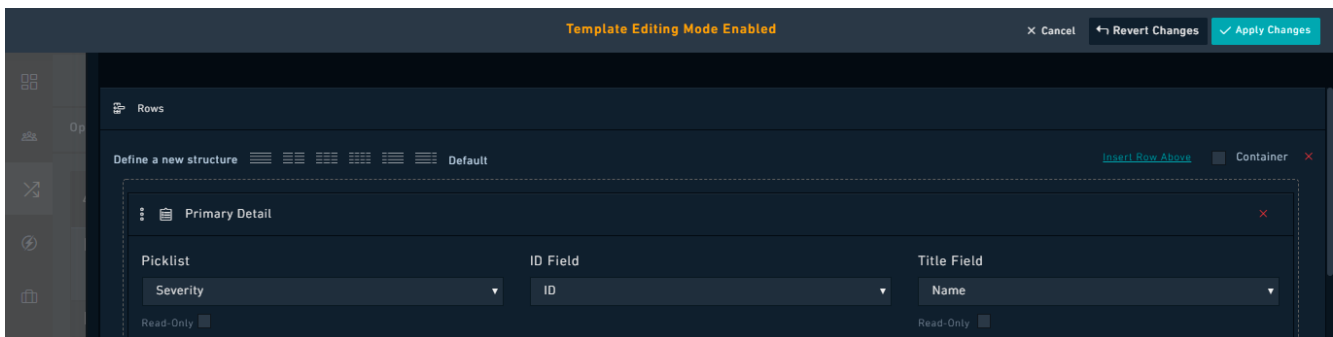 Template Editing Mode Enabled
Cancel
Revert Changes
Apply Changes
Rows
Op
Define a new structure Default Insert Row Above Container
Primary Detail
Picklist ID Field Title Field
Severity ID Name
Read-Only Read-Only